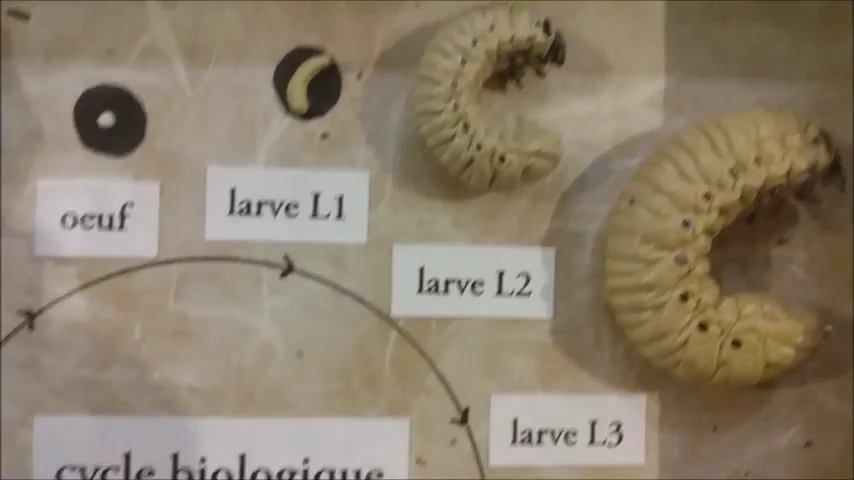 oeuf
larve L1
larve L2
larve L3
cycle biologique